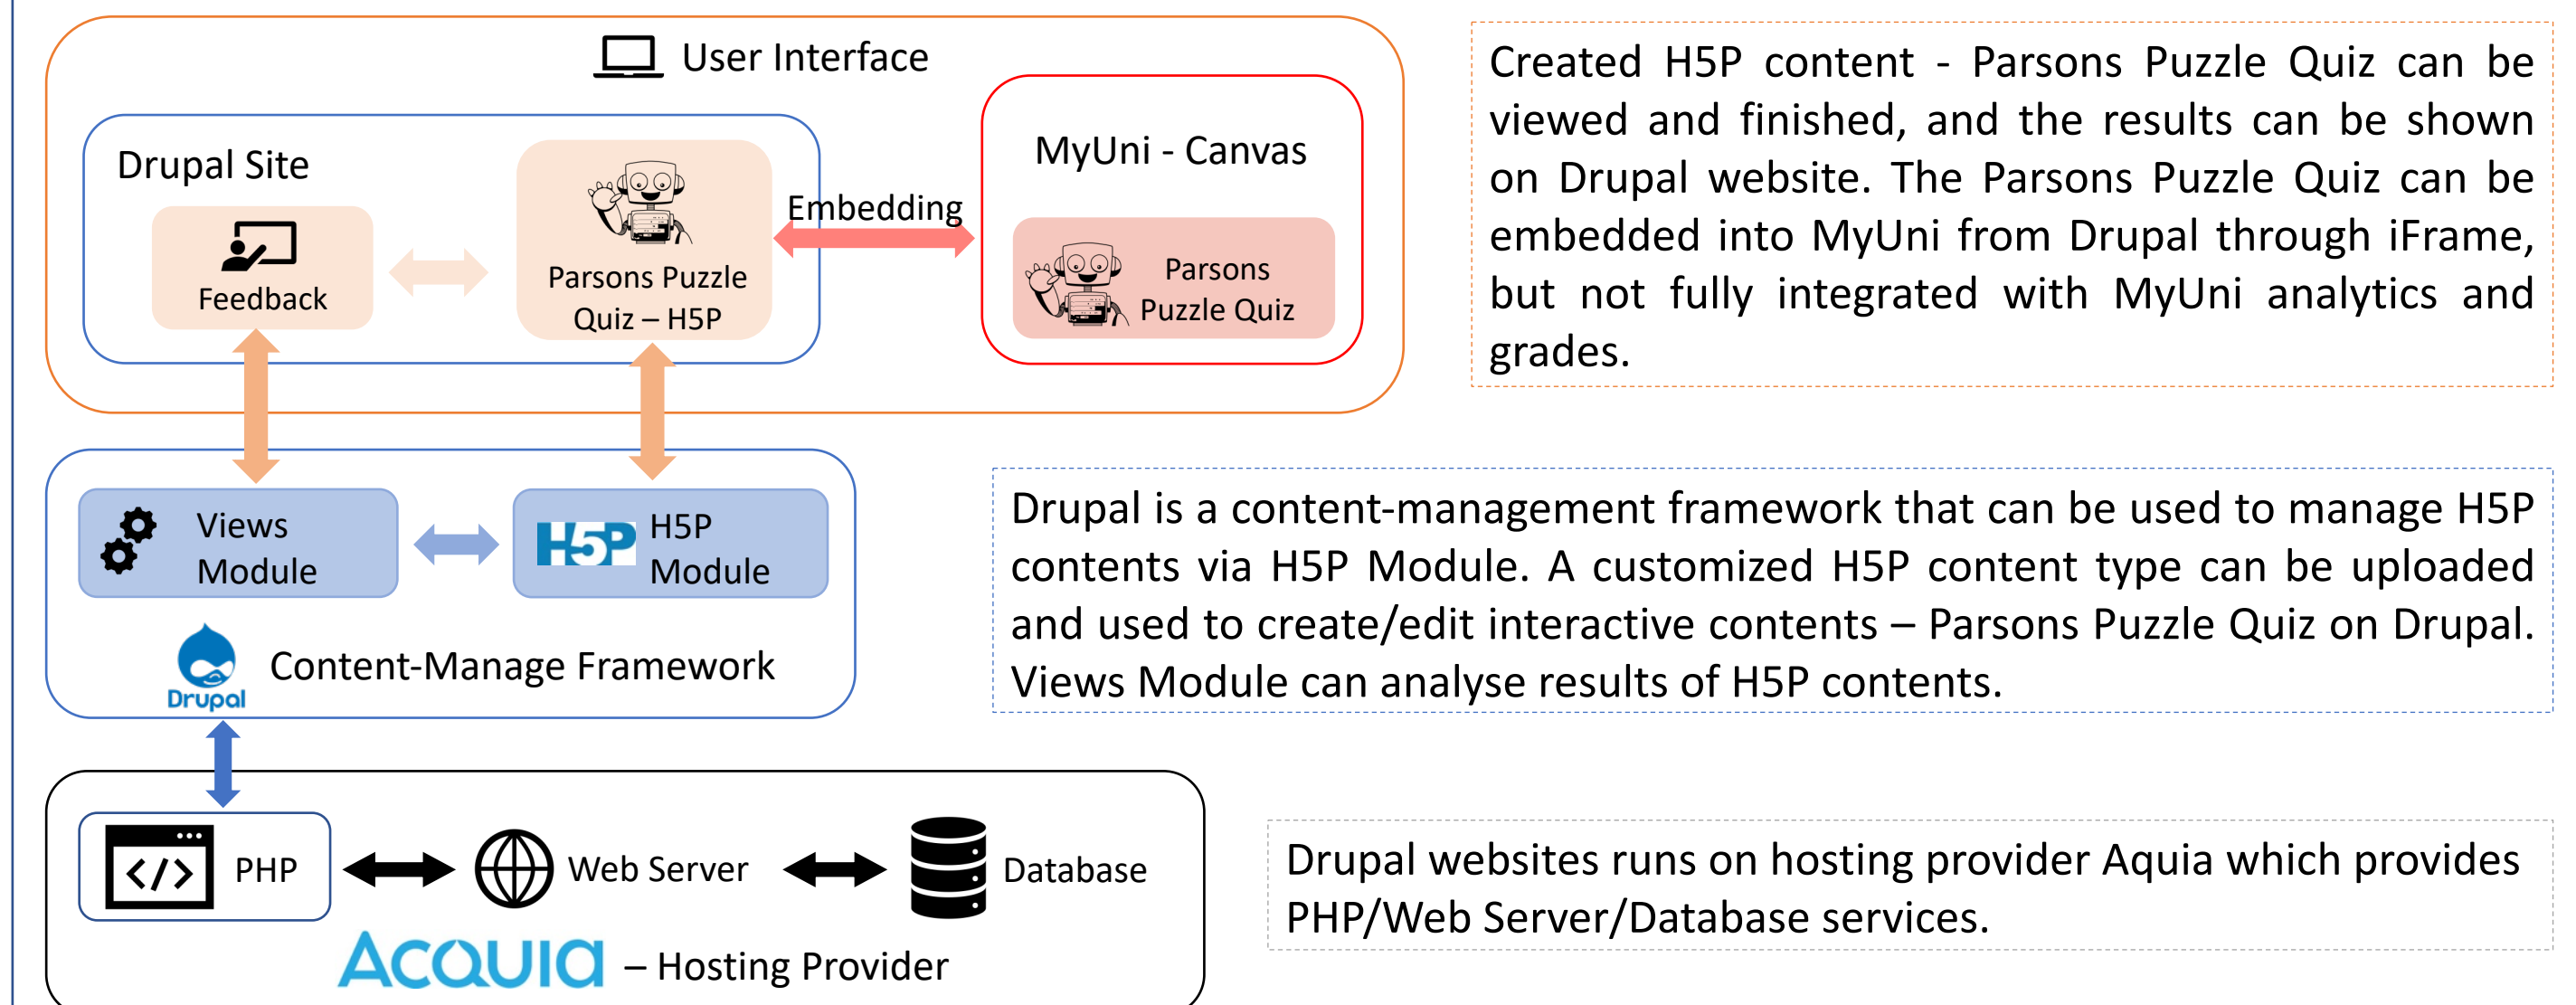 User Interface
Drupal Site
Feedback
Parsons Puzzle
Quiz – H5P
Embedding
MyUni - Canvas
Parsons
Puzzle Quiz
Created H5P content - Parsons Puzzle Quiz can be
viewed and finished, and the results can be shown
on Drupal website. The Parsons Puzzle Quiz can be
embedded into MyUni from Drupal through iFrame,
but not fully integrated with MyUni analytics and
grades.
Views
Module
H5P
H5P
Module
Drupal
Content-Manage Framework
Drupal is a content-management framework that can be used to manage H5P
contents via H5P Module. A customized H5P content type can be uploaded
and used to create/edit interactive contents – Parsons Puzzle Quiz on Drupal.
Views Module can analyse results of H5P contents.
</>
PHP
Web Server
Database
ACQUIA – Hosting Provider
Drupal websites runs on hosting provider Aquia which provides
PHP/Web Server/Database services.